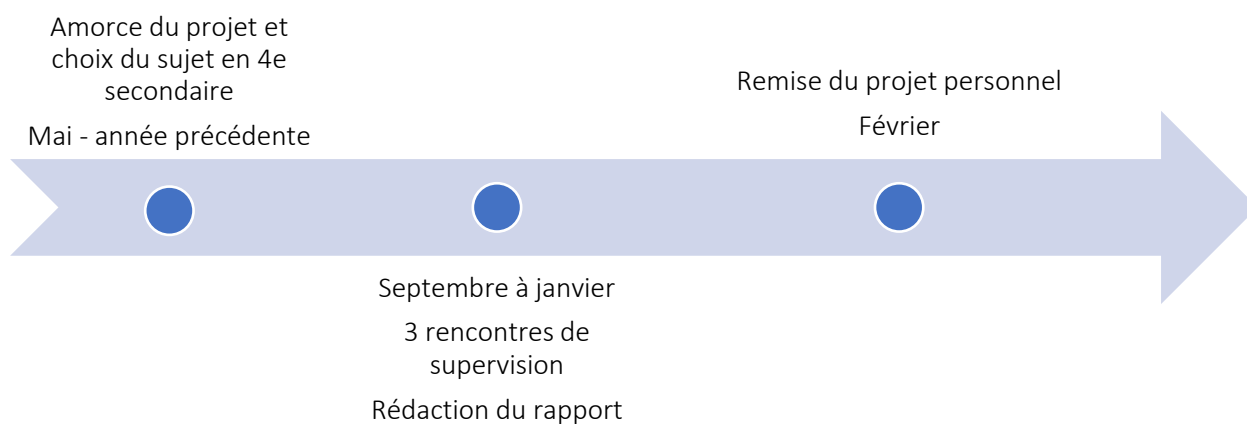 Amorce du projet et
choix du sujet en 4e
secondaire
Mai - année précédente
Septembre à janvier
3 rencontres de
supervision
Rédaction du rapport
Remise du projet personnel
Février